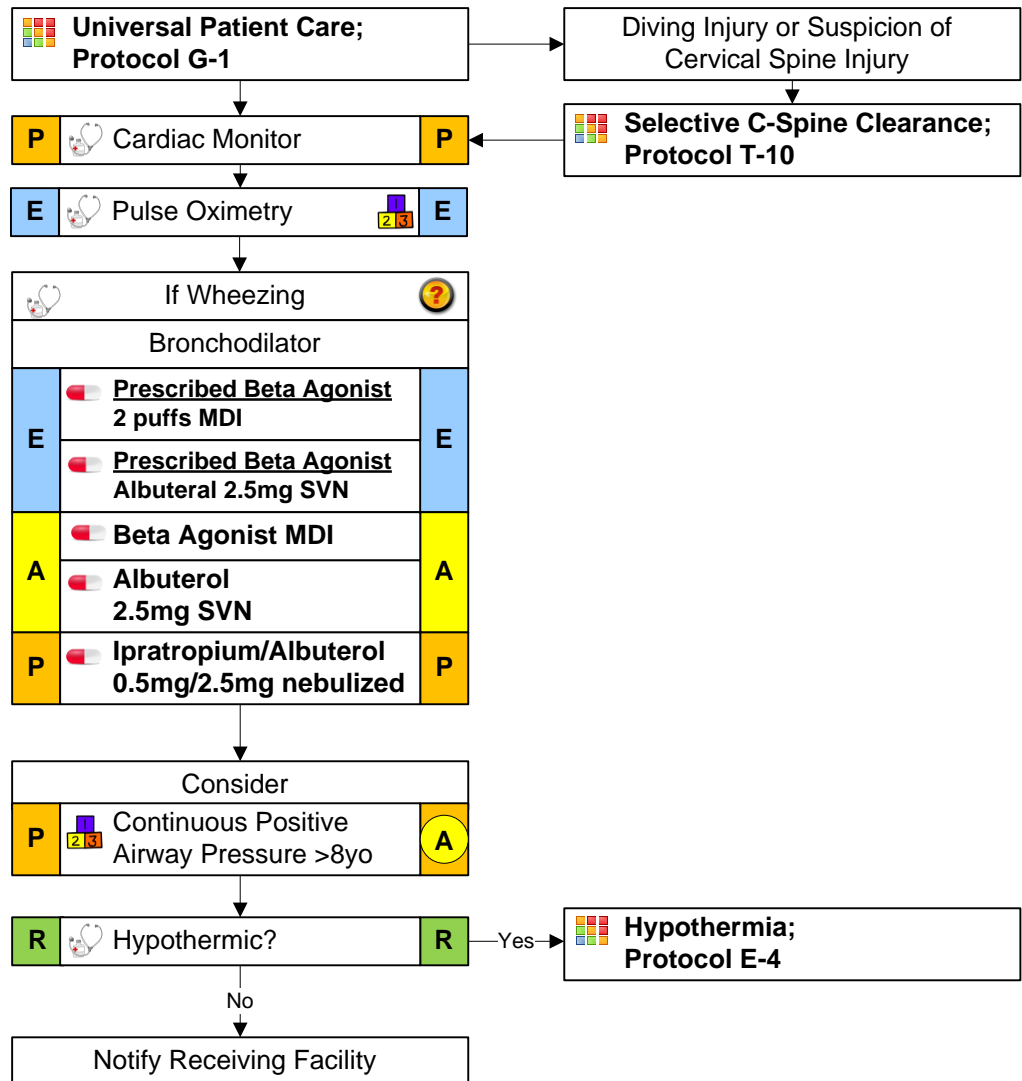 Universal Patient Care;
Protocol G-1
Diving Injury or Suspicion of
Cervical Spine Injury
P Cardiac Monitor P
Selective C-Spine Clearance;
Protocol T-10
E Pulse Oximetry 1 2 3 E
If Wheezing ?
Bronchodilator
E
Prescribed Beta Agonist
2 puffs MDI
Prescribed Beta Agonist
Albuteral 2.5mg SVN
E
A
Beta Agonist MDI
Albuterol
2.5mg SVN
A
P
Ipratropium/Albuterol
0.5mg/2.5mg nebulized
P
Consider
P
1 2 3
Continuous Positive
Airway Pressure >8yo
A
R Hypothermic? R
Yes
Hypothermia;
Protocol E-4
No
Notify Receiving Facility